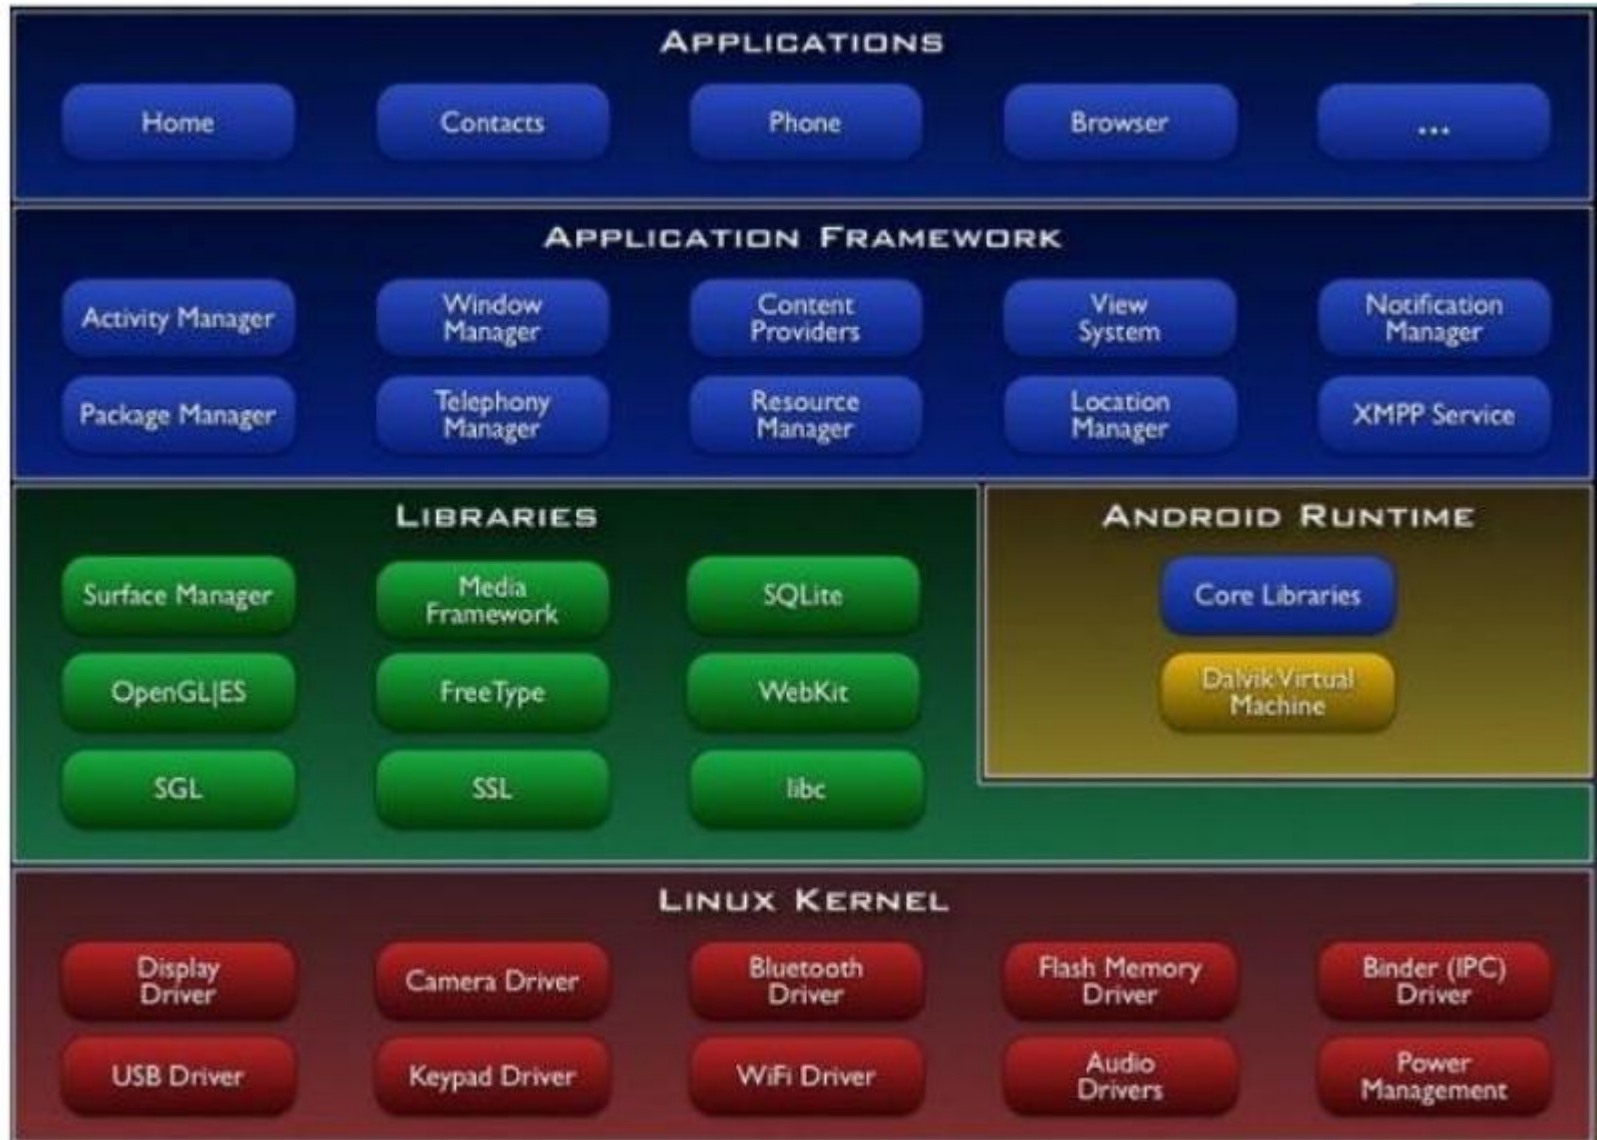 APPLICATIONS
Home
Contacts
Phone
Browser
...
APPLICATION FRAMEWORK
Activity Manager
Window
Manager
Content
Providers
View
System
Notification
Manager
Package Manager
Telephony
Manager
Resource
Manager
Location
Manager
XMPP Service
LIBRARIES
Surface Manager
Media
Framework
SQLite
OpenGL|ES
FreeType
WebKit
SGL
SSL
libc
ANDROID RUNTIME
Core Libraries
Dalvik Virtual
Machine
LINUX KERNEL
Display
Driver
Camera Driver
Bluetooth
Driver
Flash Memory
Driver
Binder (IPC)
Driver
USB Driver
Keypad Driver
WiFi Driver
Audio
Drivers
Power
Management